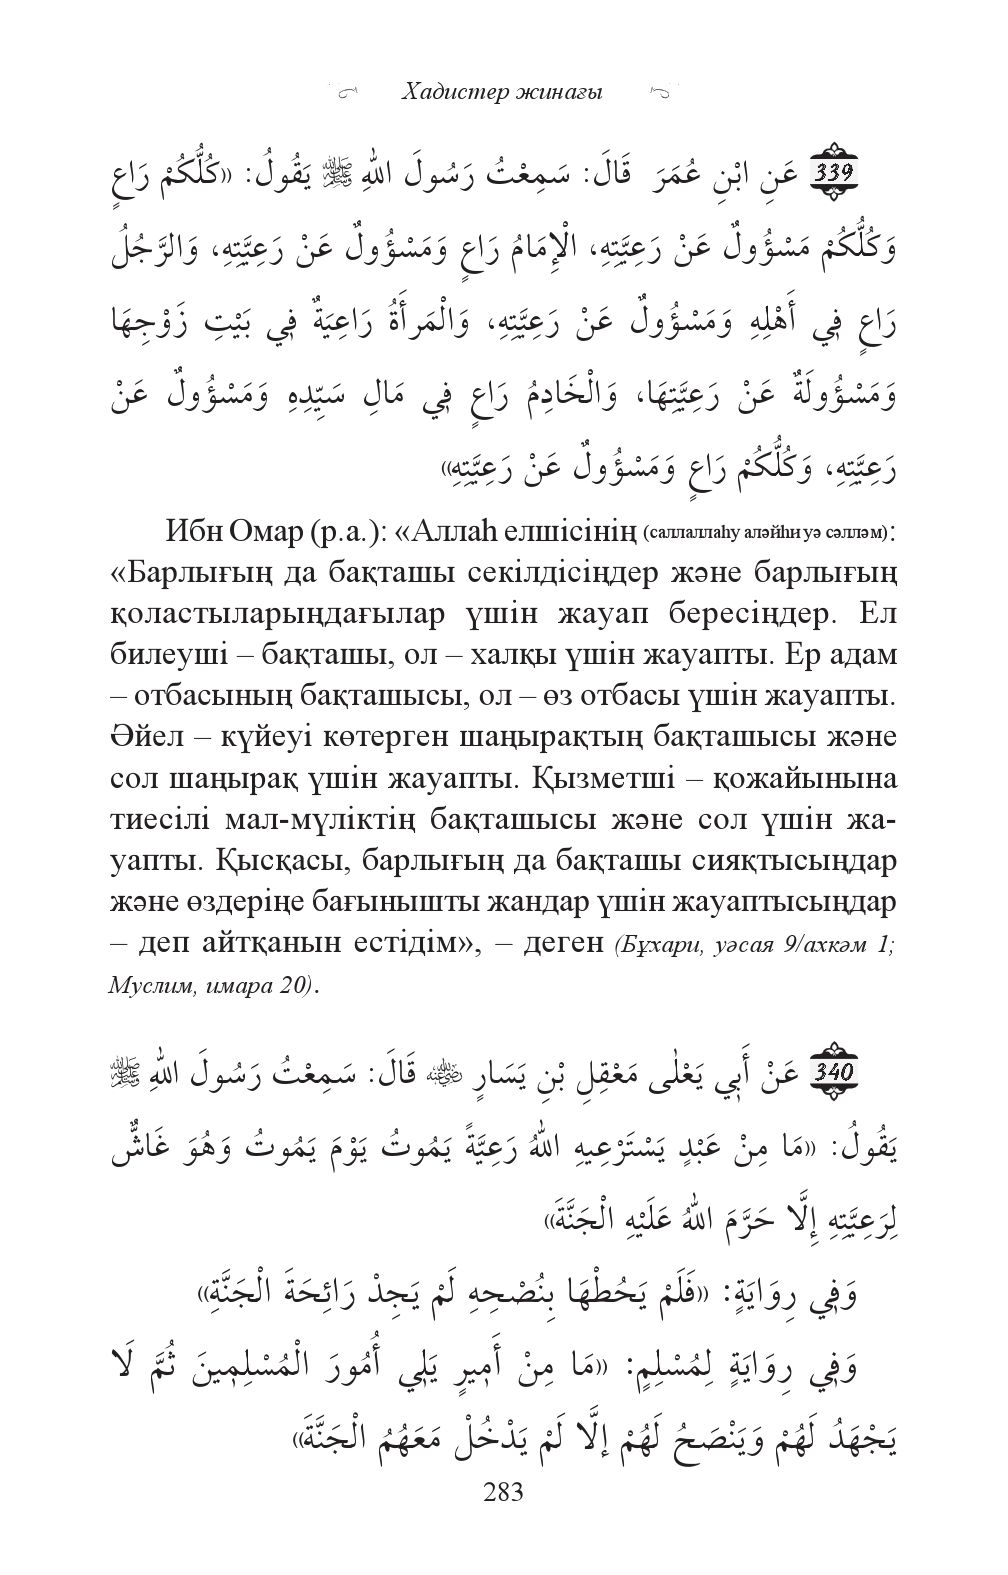 Хадистер жинағы
339 عَنِ ابْنِ عُمَرَ قَالَ: سَمِعْتُ رَسُولَ اللهِ ﷺ يَقُولُ: «كُلُّكُمْ رَاعٍ
وَكُلُّكُمْ مَسْؤُولٌ عَنْ رَعِيَّتِهِ، الْإِمَامُ رَاعٍ وَمَسْؤُولٌ عَنْ رَعِيَّتِهِ، وَالرَّجُلُ
رَاعٍ فِي أَهْلِهِ وَمَسْؤُولٌ عَنْ رَعِيَّتِهِ، وَالْمَرأَةُ رَاعِيَةٌ فِي بَيْتِ زَوْجِهَا
وَمَسْؤُولَةٌ عَنْ رَعِيَّتِهَا، وَالْخَادِمُ رَاعٍ فِي مَالِ سَيِّدِهِ وَمَسْؤُولٌ عَنْ
رَعِيَّتِهِ، وَكُلُّكُمْ رَاعٍ وَمَسْؤُولٌ عَنْ رَعِيَّتِهِ»
Ибн Омар (р.а.): «Аллаһ елшісінің (саллаллаһу аләйһи уә сәлләм):
«Барлығың да бақташы секілдісіңдер және барлығың
қоластыларыңдағылар үшін жауап бересіңдер. Ел
билеуші – бақташы, ол – халқы үшін жауапты. Ер адам
– отбасының бақташысы, ол – өз отбасы үшін жауапты.
Әйел – күйеуі көтерген шаңырақтың бақташысы және
сол шаңырақ үшін жауапты. Қызметші – қожайынына
тиесілі мал-мүліктің бақташысы және сол үшін жа-
уапты. Қысқасы, барлығың да бақташы сияқтысыңдар
және өздеріңе бағынышты жандар үшін жауаптысыңдар
– деп айтқанын естідім», – деген (Бұхари, уәсая 9/ахкәм 1;
Муслим, имара 20).
340 عَنْ أَبِي يَعْلٰى مَعْقِلِ بْنِ يَسَارٍ ﷛ قَالَ: سَمِعْتُ رَسُولَ اللهِ ﷺ
يَقُولُ: «مَا مِنْ عَبْدٍ يَسْتَرْعِيهِ اللهُ رَعِيَّةً يَمُوتُ يَوْمَ يَمُوتُ وَهُوَ غَاشٌّ
لِرَعِيَّتِهِ إِلَّا حَرَّمَ اللهُ عَلَيْهِ الْجَنَّةَ»
وَفِي رِوَايَةٍ: «فَلَمْ يَحُطْهَا بِنُصْحِهِ لَمْ يَجِدْ رَائِحَةَ الْجَنَّةِ»
وَفِي رِوَايَةٍ لِمُسْلِمٍ: «مَا مِنْ أَمِيرٍ يَلِي أُمُورَ الْمُسْلِمِينَ ثُمَّ لَا
يَجْهَدُ لَهُمْ وَيَنْصَحُ لَهُمْ إلَّا لَمْ يَدْخُلْ مَعَهُمُ الْجَنَّةَ»
283